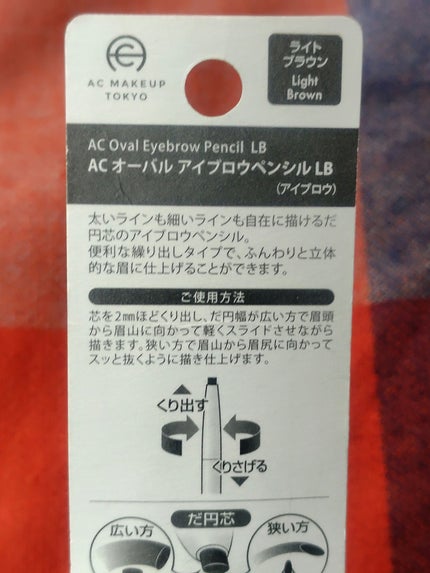 AC MAKEUP
TOKYO
ライト
ブラウン
Light
Brown
AC Oval Eyebrow Pencil LB
AC オーバル アイブロウペンシル LB
(アイブロウ)
太いラインも細いラインも自在に描けるだ
円芯のアイブロウペンシル。
便利な繰り出しタイプで、ふんわりと立体
的な眉に仕上げることができます。
ご使用方法
芯を2mmほどくり出し、だ円幅が広い方で眉頭
から眉山に向かって軽くスライドさせながら
描きます。狭い方で眉山から眉尻に向かって
スッと抜くように描き仕上げます。
くり出す
くりさげる
だ円芯
広い方
狭い方